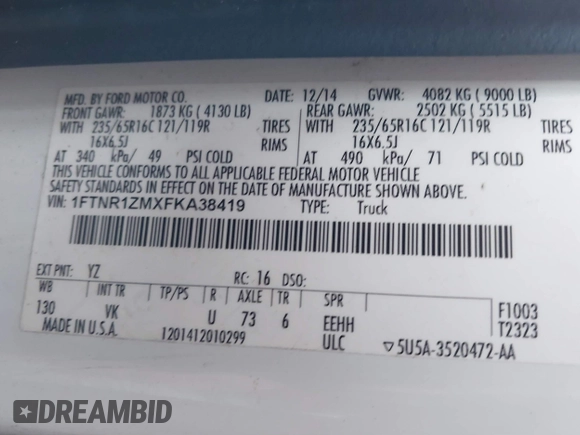 MFD. BY FORD MOTOR CO. DATE: 12/14 GVWR: 4082 KG ( 9000 LB)
FRONT GAWR: 1873 KG ( 4130 LB) REAR GAWR: 2502 KG ( 5515 LB)
WITH 235/65R16C 121/119R TIRES WITH 235/65R16C 121/119R TIRES
16X6.5J RIMS 16X6.5J RIMS
AT 340 kPa/ 49 PSI COLD AT 490 kPa/ 71 PSI COLD
THIS VEHICLE CONFORMS TO ALL APPLICABLE FEDERAL MOTOR VEHICLE
SAFETY STANDARDS IN EFFECT ON THE DATE OF MANUFACTURE SHOWN ABOVE.
VIN: 1FTNR1ZMXFKA38419 TYPE: Truck
EXT PNT: YZ RC: 16 DSO:
WB INT TR TP/PS R AXLE TR SPR
130 VK U 73 6 EEHH F1003
T2323
MADE IN U.S.A. 1201412010299 ULC ▽5U5A-3520472-AA
DREAMBID